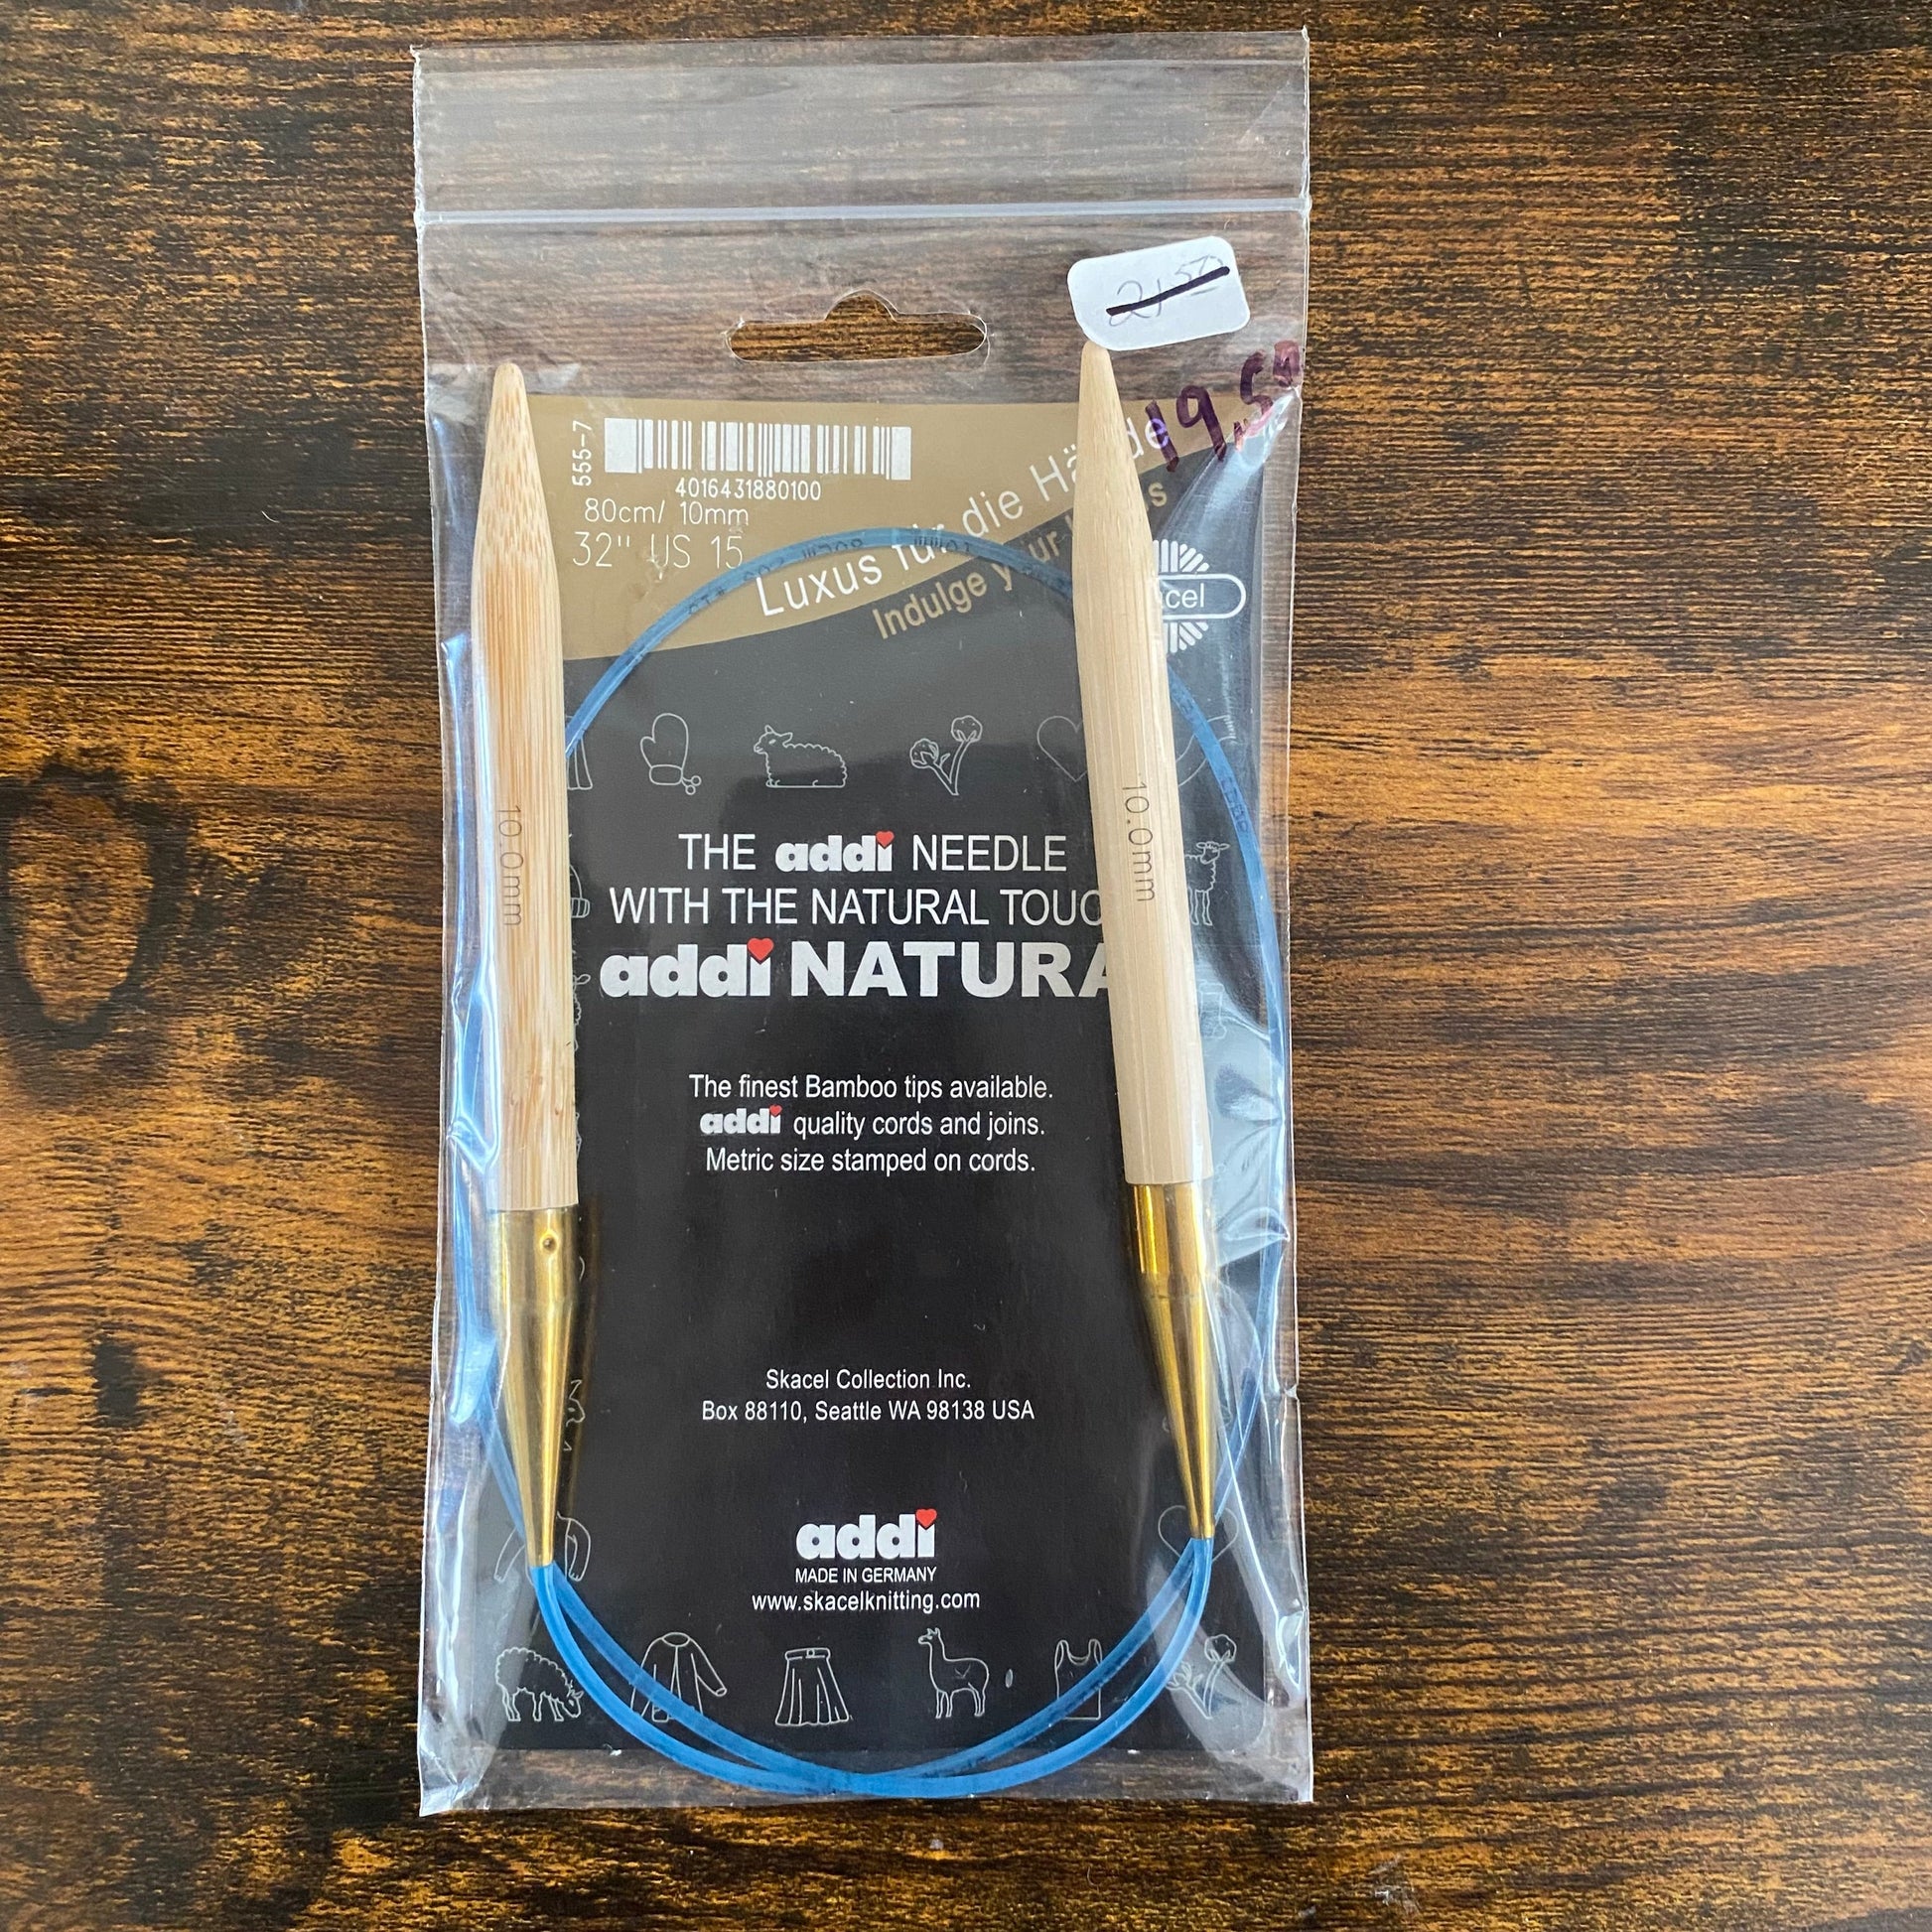 21.50
19.50
555-7
4016431880100
80cm/ 10mm
32" US 15
Luxus für die Hände
Indulge
cel
10.0mm
10.0mm
THE addi NEEDLE
WITH THE NATURAL TOUC
addi NATURA
The finest Bamboo tips available.
addi quality cords and joins.
Metric size stamped on cords.
Skacel Collection Inc.
Box 88110, Seattle WA 98138 USA
addi
MADE IN GERMANY
www.skacelknitting.com